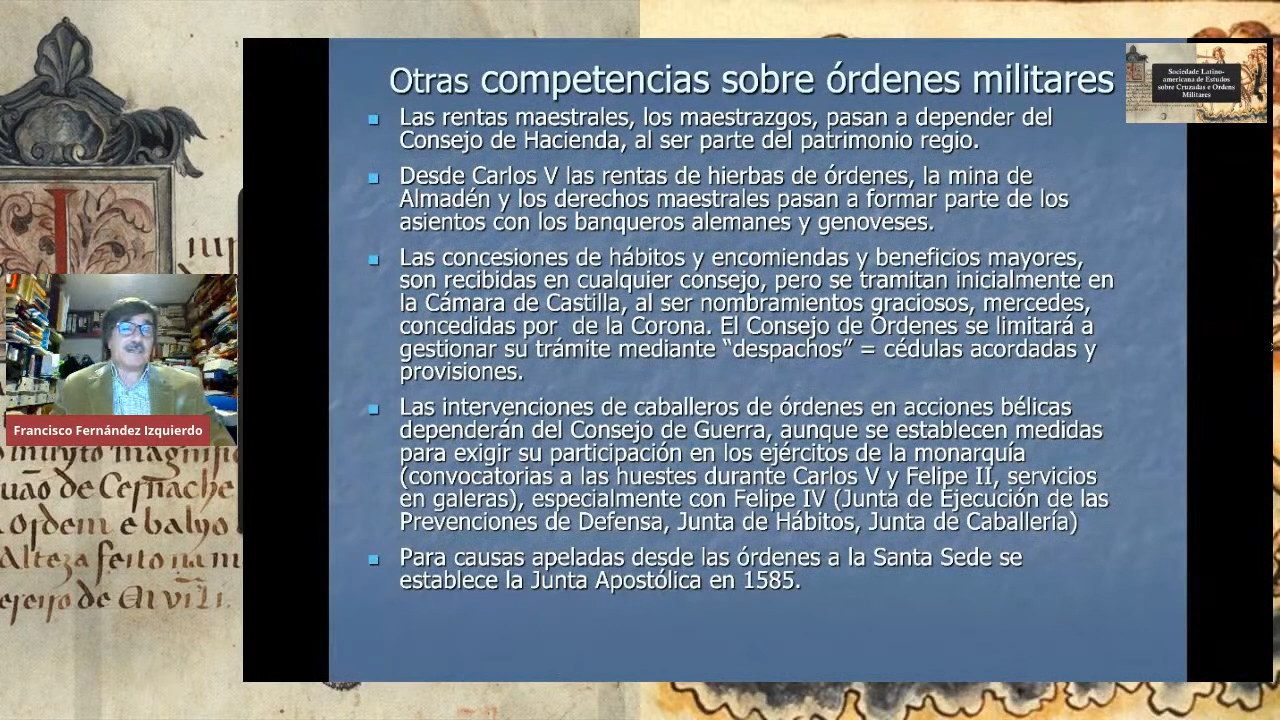 Otras competencias sobre órdenes militares
Las rentas maestrales, los maestrazgos, pasan a depender del
Consejo de Hacienda, al ser parte del patrimonio regio.
Desde Carlos V las rentas de hierbas de órdenes, la mina de
Almadén y los derechos maestrales pasan a formar parte de los
asientos con los banqueros alemanes y genoveses.
Las concesiones de hábitos y encomiendas y beneficios mayores,
son recibidas en cualquier consejo, pero se tramitan inicialmente en
la Cámara de Castilla, al ser nombramientos graciosos, mercedes,
concedidas por  de la Corona. El Consejo de Órdenes se limitará a
gestionar su trámite mediante “despachos” = cédulas acordadas y
provisiones.
Las intervenciones de caballeros de órdenes en acciones bélicas
dependerán del Consejo de Guerra, aunque se establecen medidas
para exigir su participación en los ejércitos de la monarquía
(convocatorias a las huestes durante Carlos V y Felipe II, servicios
en galeras), especialmente con Felipe IV (Junta de Ejecución de las
Prevenciones de Defensa, Junta de Hábitos, Junta de Caballería)
Para causas apeladas desde las órdenes a la Santa Sede se
establece la Junta Apostólica en 1585.
Sociedade Latino-
americana de Estudos
sobre Cruzadas e Ordens
Militares
Francisco Fernández Izquierdo
uão de Cernache
ordem e balyo
Alteza feito na m